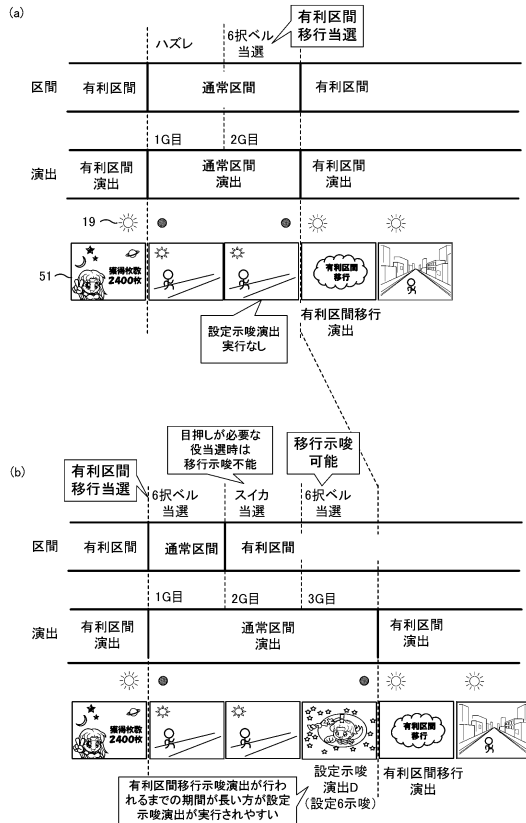 (a)
ハズレ
6択ベル
当選
有利区間
移行当選
区間
有利区間
通常区間
有利区間
1G目
2G目
演出
有利区間
演出
通常区間
演出
有利区間
演出
19
51
獲得枚数
2400枚
有利区間
移行
設定示唆演出
実行なし
有利区間移行
演出
(b)
有利区間
移行当選
6択ベル
当選
目押しが必要な
役当選時は
移行示唆不能
スイカ
当選
移行示唆
可能
6択ベル
当選
区間
有利区間
通常区間
有利区間
1G目
2G目
3G目
演出
有利区間
演出
通常区間
演出
有利区間
演出
獲得枚数
2400枚
有利区間
移行
有利区間移行示唆演出が行わ
れるまでの期間が長い方が設定
示唆演出が実行されやすい
設定示唆
演出D
(設定6示唆)
有利区間移行
演出